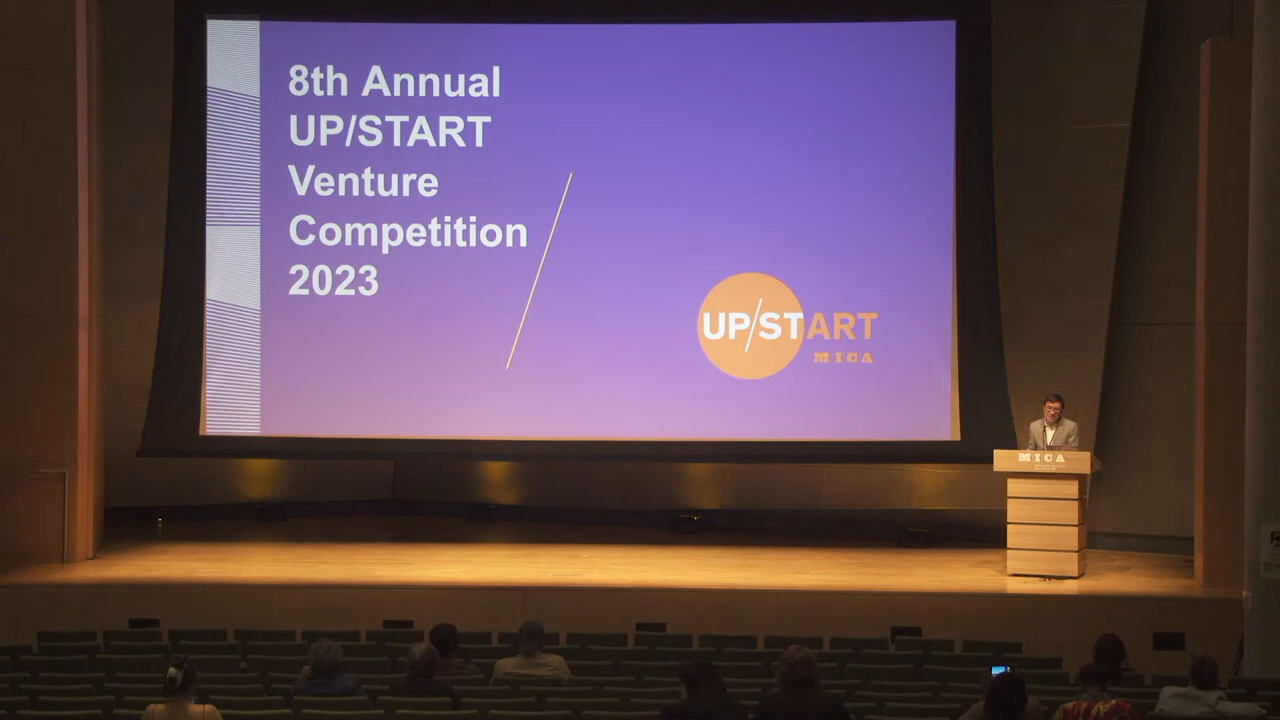 8th Annual
UP/START
Venture
Competition
2023
UP/START
MICA
MICA